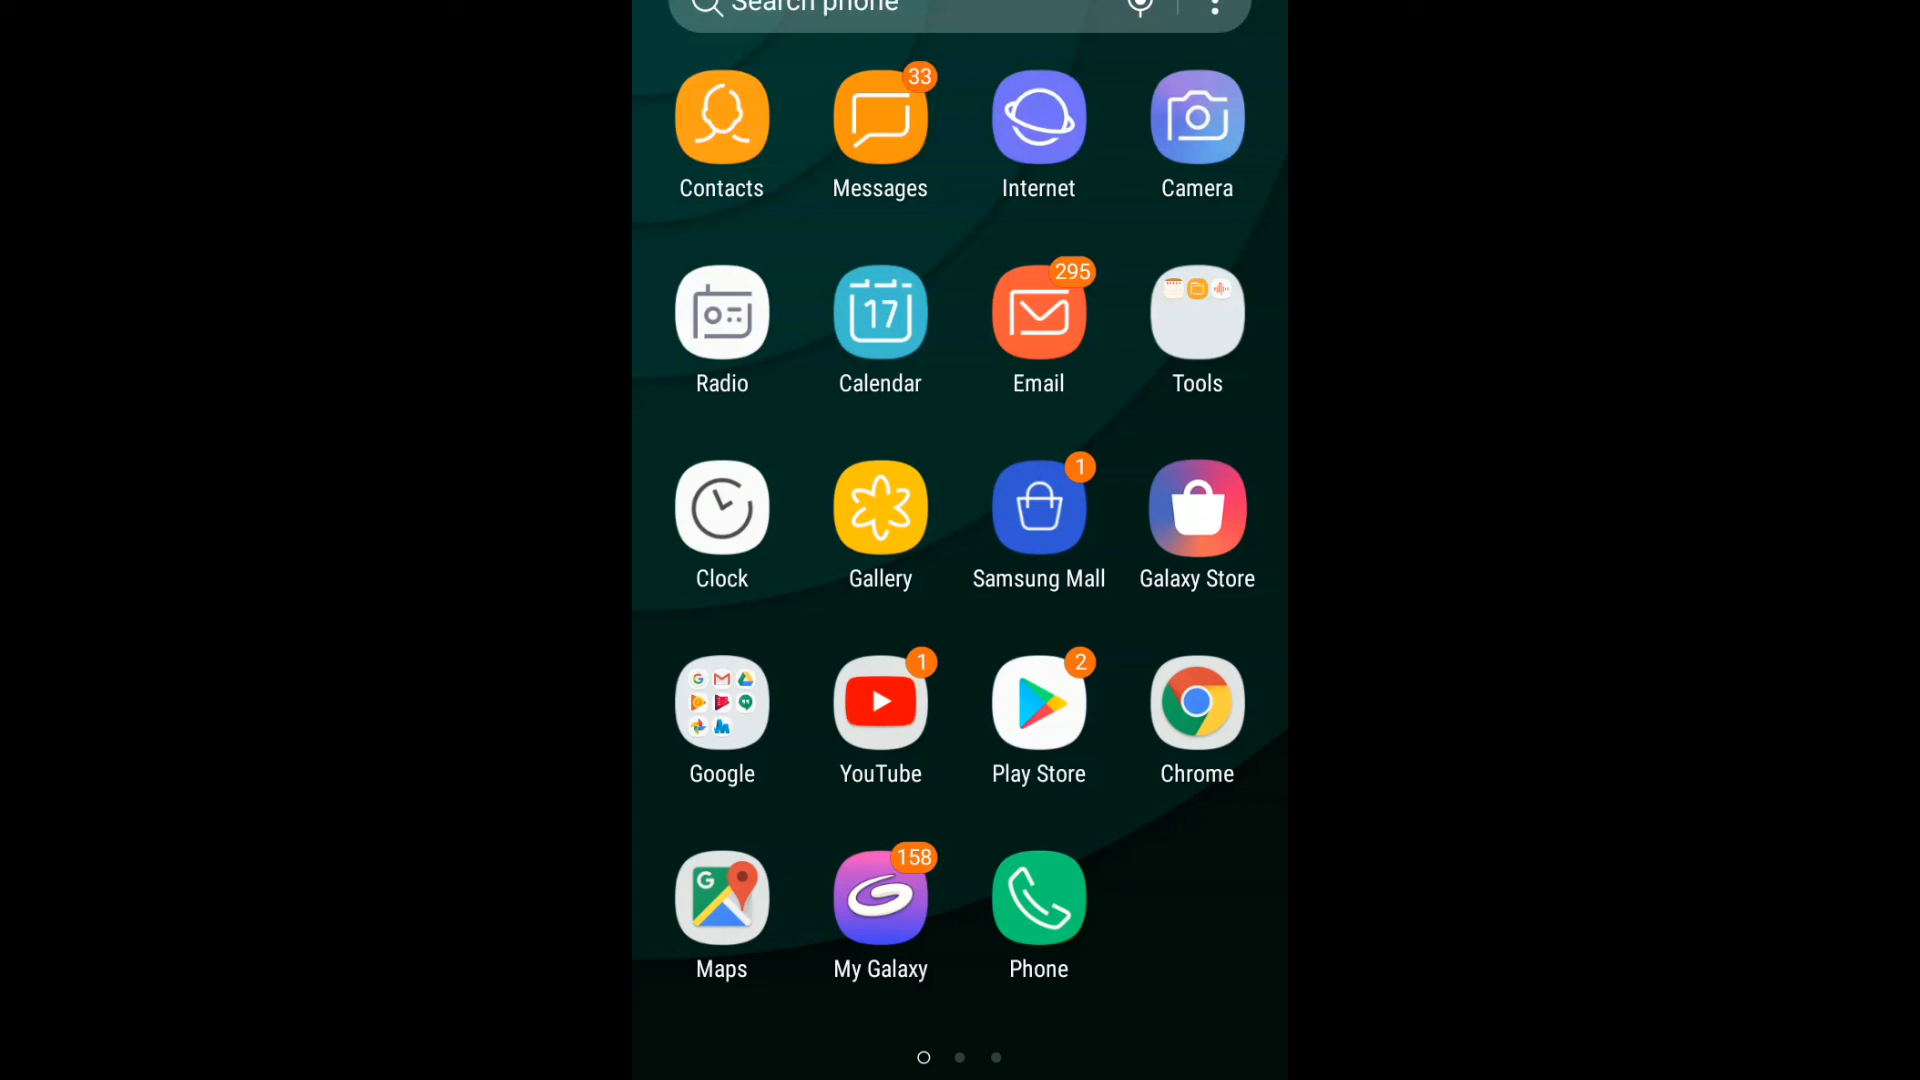 Search phone
33
Contacts Messages Internet Camera
295
17
Radio Calendar Email Tools
1
Clock Gallery Samsung Mall Galaxy Store
1 2
Google YouTube Play Store Chrome
158
G
Maps My Galaxy Phone